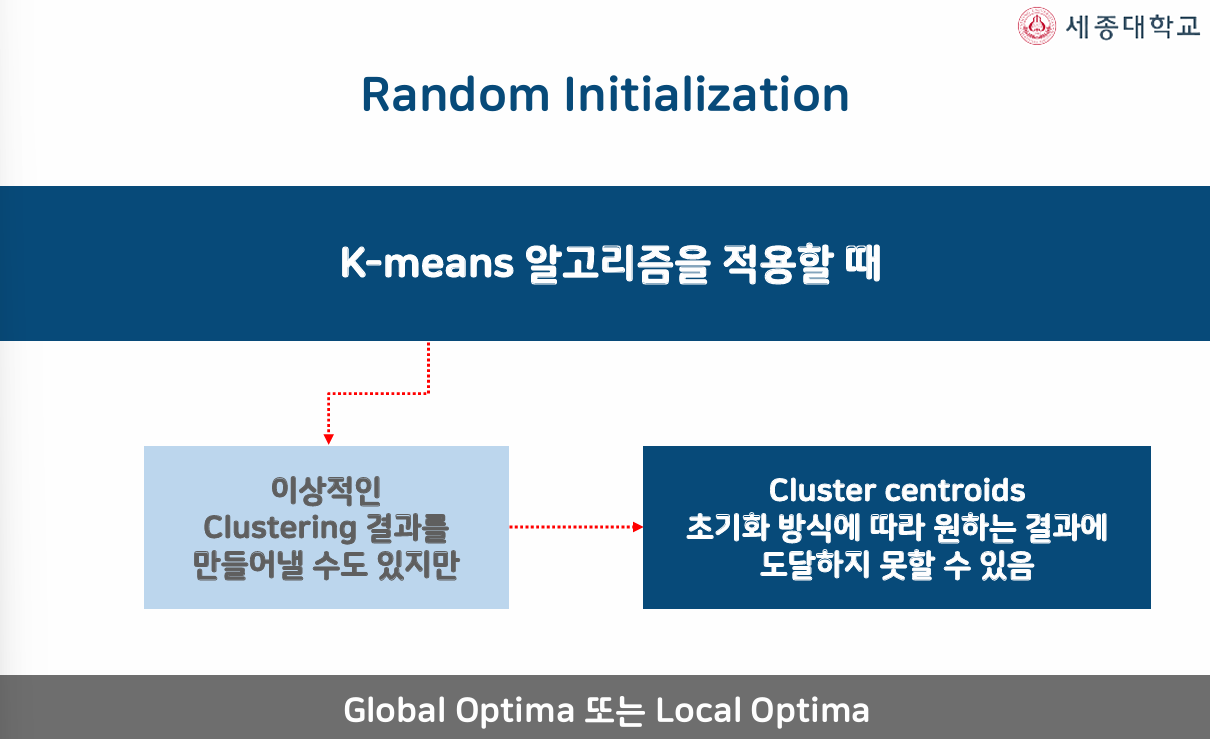 세종대학교
Random Initialization
K-means 알고리즘을 적용할 때
이상적인
Clustering 결과를
만들어낼 수도 있지만
Cluster centroids
초기화 방식에 따라 원하는 결과에
도달하지 못할 수 있음
Global Optima 또는 Local Optima